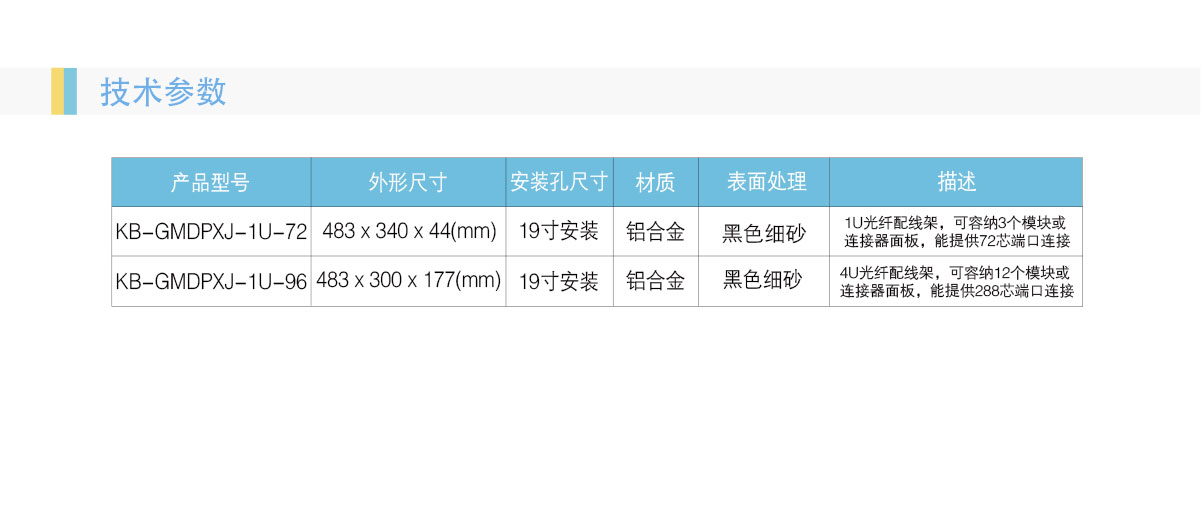 技术参数
产品型号 外形尺寸 安装孔尺寸 材质 表面处理 描述
KB-GMDPXJ-1U-72 483 x 340 x 44(mm) 19寸安装 铝合金 黑色细砂 1U光纤配线架，可容纳3个模块或
连接器面板，能提供72芯端口连接
KB-GMDPXJ-1U-96 483 x 300 x 177(mm) 19寸安装 铝合金 黑色细砂 4U光纤配线架，可容纳12个模块或
连接器面板，能提供288芯端口连接